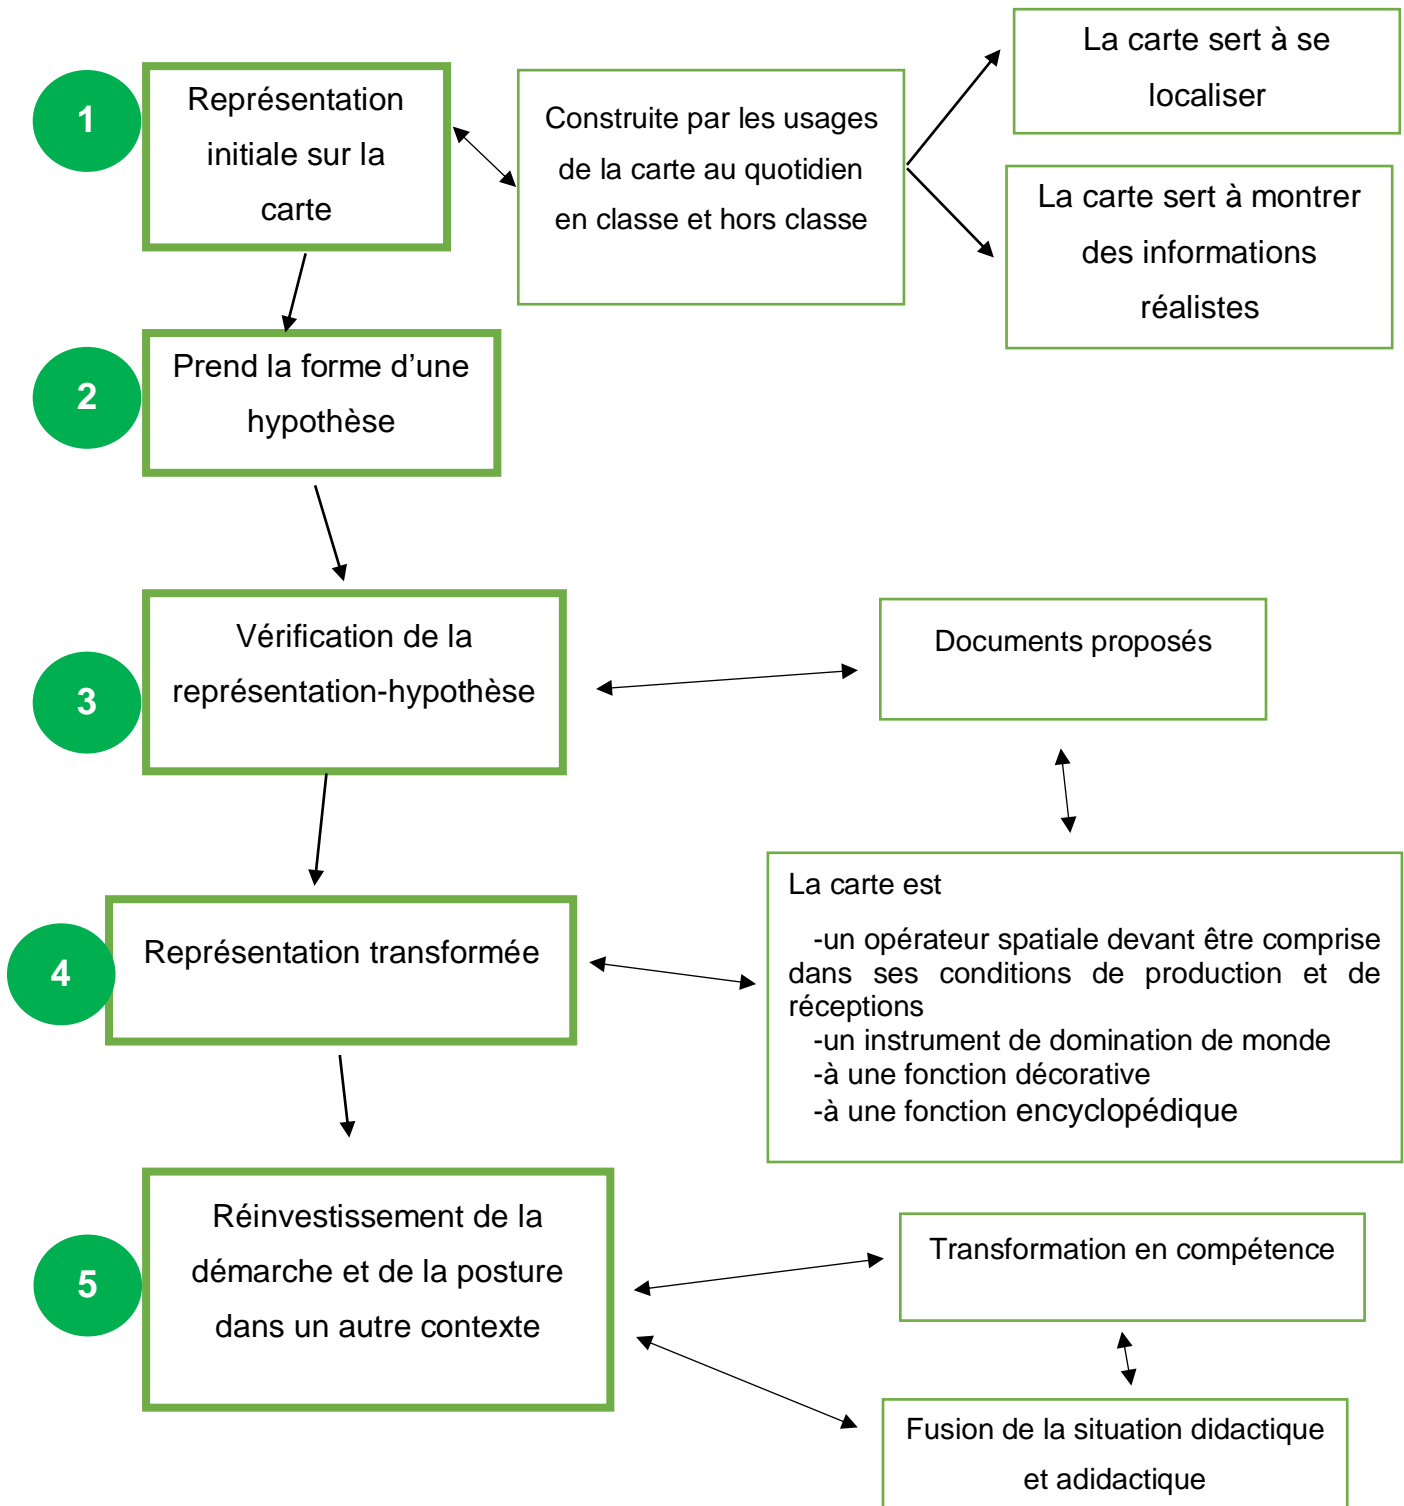 1
Représentation
initiale sur la
carte
Construite par les usages
de la carte au quotidien
en classe et hors classe
La carte sert à se
localiser
La carte sert à montrer
des informations
réalistes
2
Prend la forme d’une
hypothèse
3
Vérification de la
représentation-hypothèse
Documents proposés
4
Représentation transformée
La carte est
-un opérateur spatiale devant être comprise
dans ses conditions de production et de
réceptions
-un instrument de domination de monde
-à une fonction décorative
-à une fonction encyclopédique
5
Réinvestissement de la
démarche et de la posture
dans un autre contexte
Transformation en compétence
Fusion de la situation didactique
et adidactique